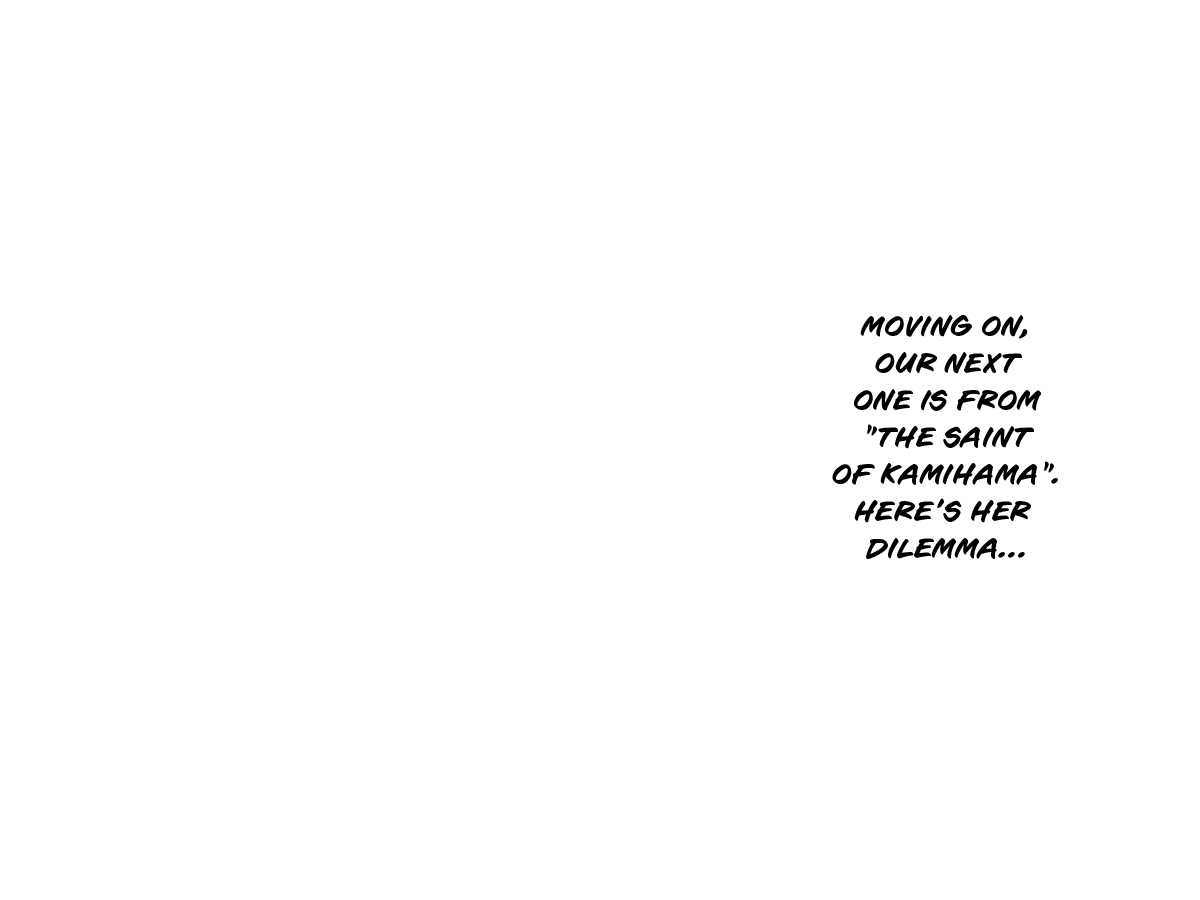 MOVING ON,
OUR NEXT
ONE IS FROM
"THE SAINT
OF KAMIHAMA".
HERE'S HER
DILEMMA...